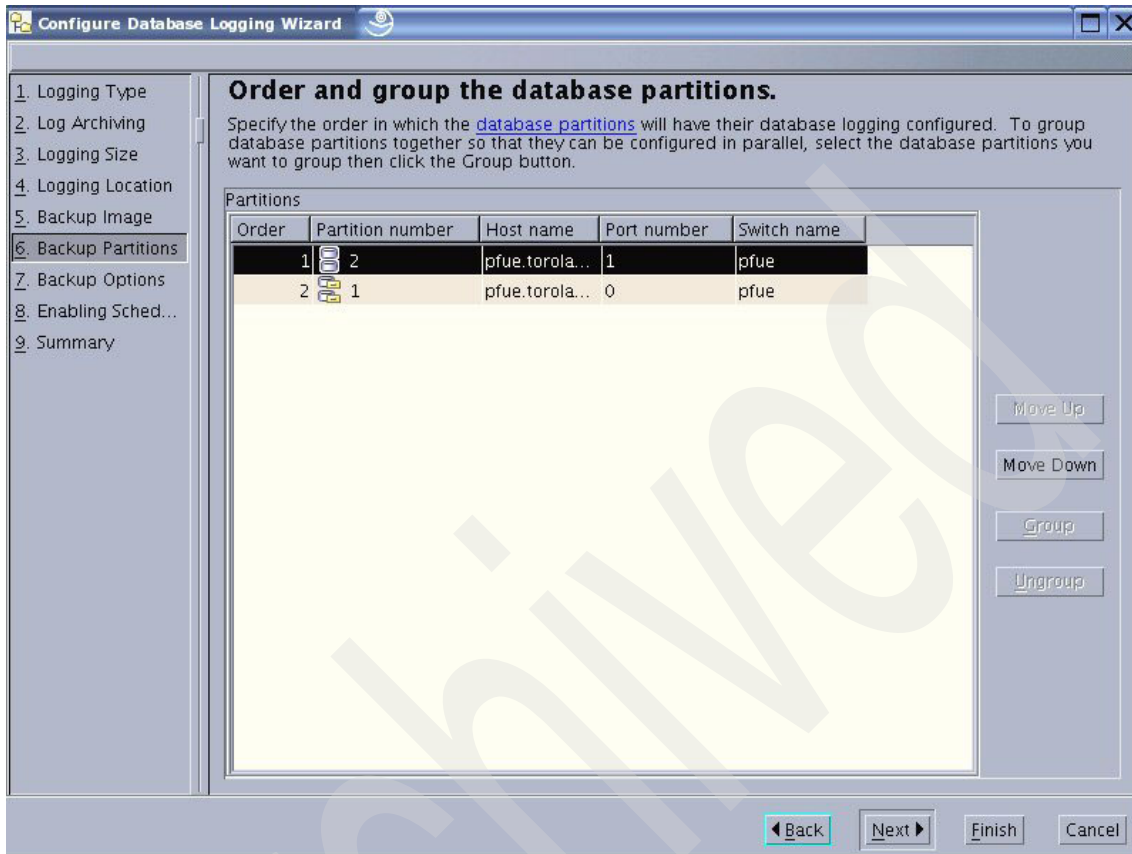 Configure Database Logging Wizard
1. Logging Type
2. Log Archiving
3. Logging Size
4. Logging Location
5. Backup Image
6. Backup Partitions
7. Backup Options
8. Enabling Sched...
9. Summary
Order and group the database partitions.
Specify the order in which the database partitions will have their database logging configured. To group
database partitions together so that they can be configured in parallel, select the database partitions you
want to group then click the Group button.
Partitions
Order Partition number Host name Port number Switch name
1 2 pfue.torola... 1 pfue
2 1 pfue.torola... 0 pfue
Move Up
Move Down
Group
Ungroup
Back Next Finish Cancel